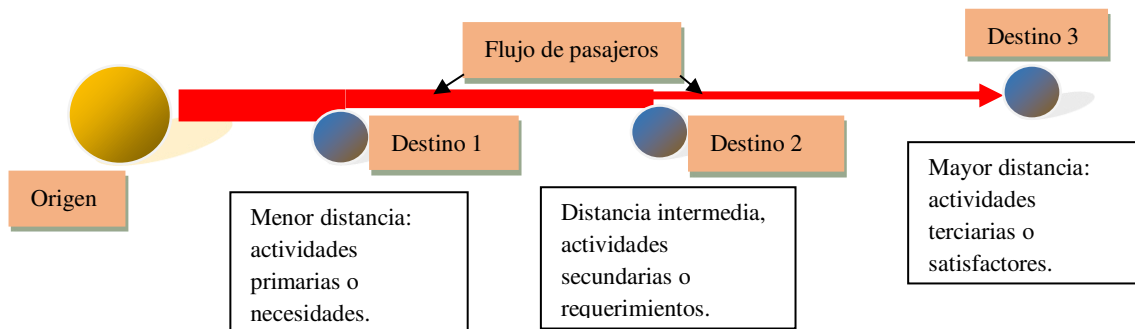 Flujo de pasajeros
Destino 3
Destino 1
Destino 2
Origen
Menor distancia:
actividades
primarias o
necesidades.
Distancia intermedia,
actividades
secundarias o
requerimientos.
Mayor distancia:
actividades
terciarias o
satisfactores.